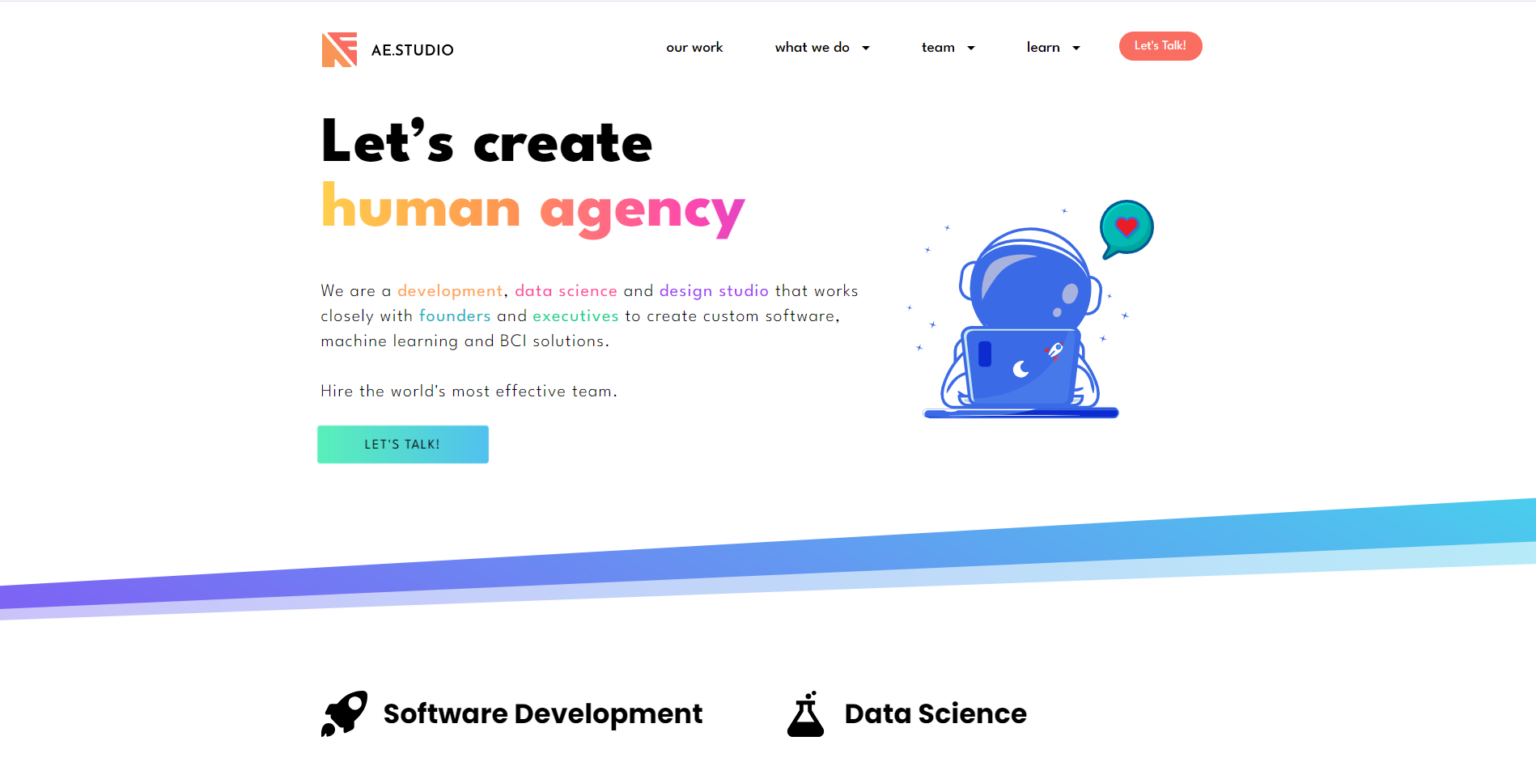 AE.STUDIO
our work
what we do
team
learn
Let's Talk!
Let’s create
human agency
We are a development, data science and design studio that works
closely with founders and executives to create custom software,
machine learning and BCI solutions.
Hire the world's most effective team.
LET'S TALK!
Software Development
Data Science